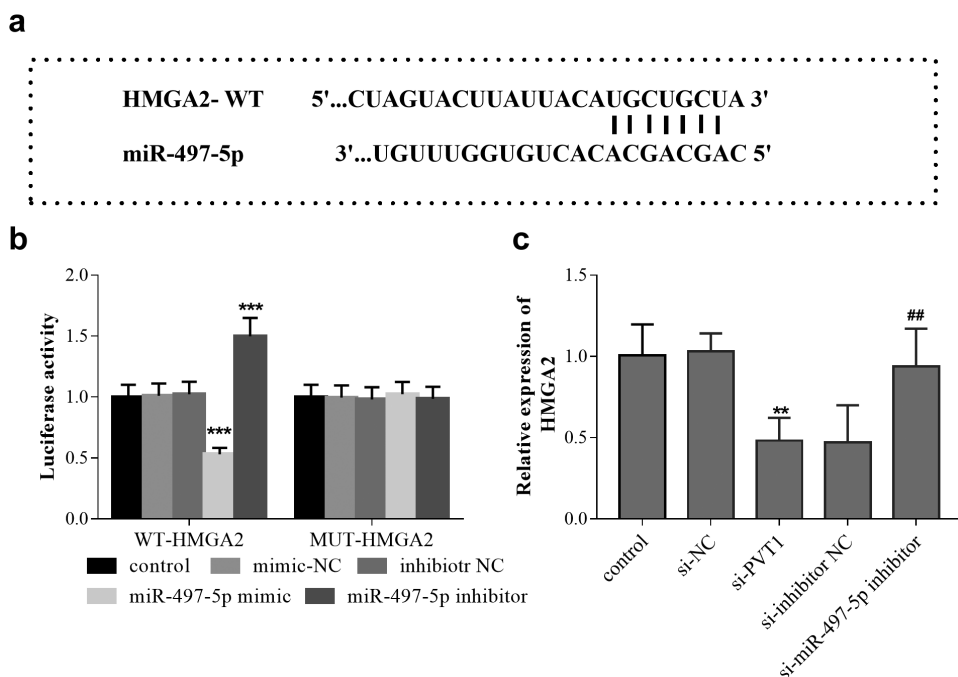 a
HMGA2- WT 5'...CUAGUACUUAUUACAUGCUGCUA 3'
miR-497-5p 3'...UGUUUGGUGUCACACGACGAC 5'
b
Luciferase activity
2.0
1.5
1.0
0.5
0.0
***
***
WT-HMGA2 MUT-HMGA2
control mimic-NC inhibiotr NC
miR-497-5p mimic miR-497-5p inhibitor
c
Relative expression of
HMGA2
1.5
1.0
0.5
0.0
**
##
control
si-NC
si-PVT1
si-inhibitor NC
si-miR-497-5p inhibitor